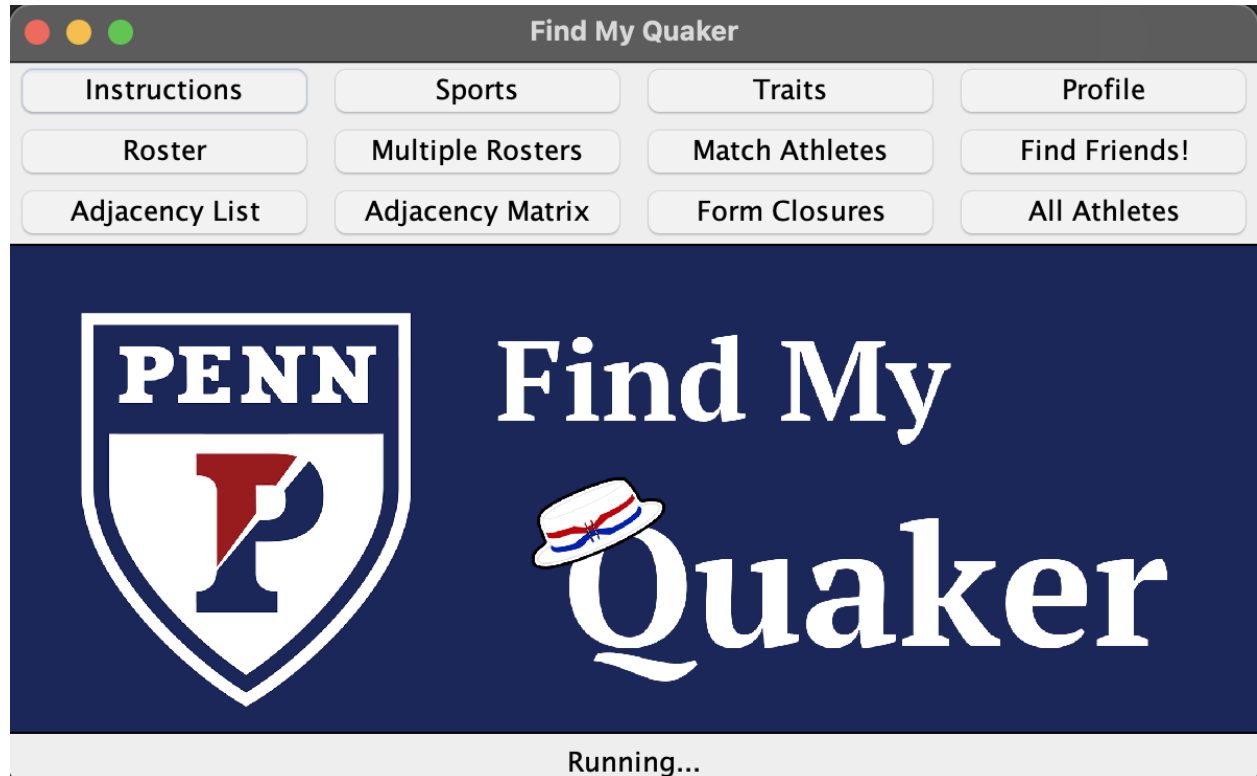 Find My Quaker
Instructions Sports Traits Profile
Roster Multiple Rosters Match Athletes Find Friends!
Adjacency List Adjacency Matrix Form Closures All Athletes
PENN
P
Find My
Quaker
Running...